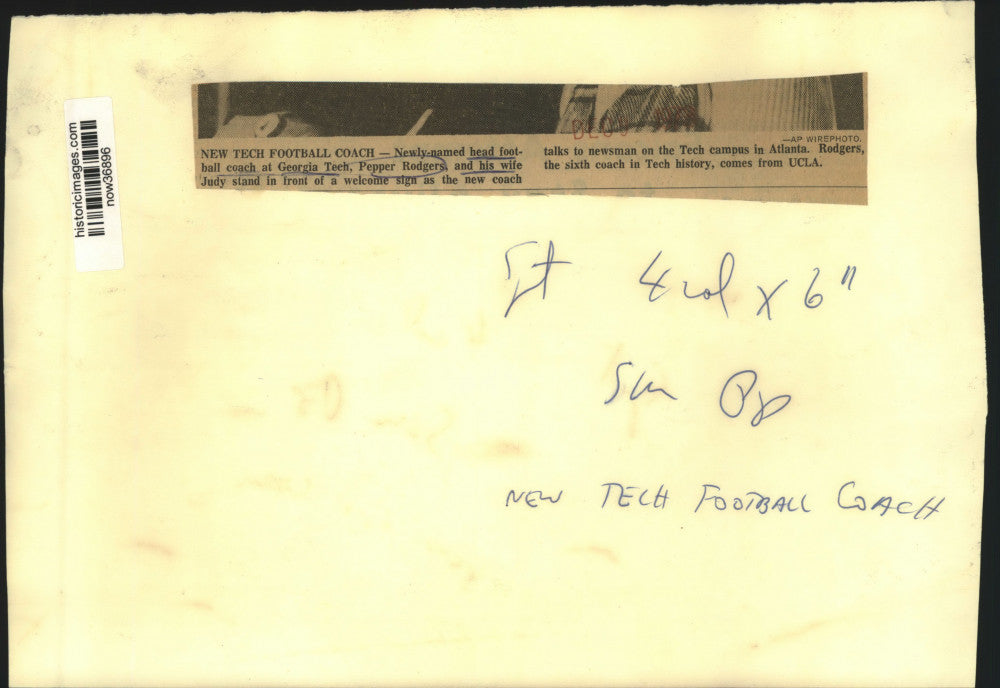 historicimages.com
now36896
—AP WIREPHOTO.
NEW TECH FOOTBALL COACH — Newly-named head foot-
ball coach at Georgia Tech, Pepper Rodgers, and his wife
Judy stand in front of a welcome sign as the new coach
talks to newsman on the Tech campus in Atlanta. Rodgers,
the sixth coach in Tech history, comes from UCLA.
4 col X 6"
Sun
NEW TECH FOOTBALL COACH